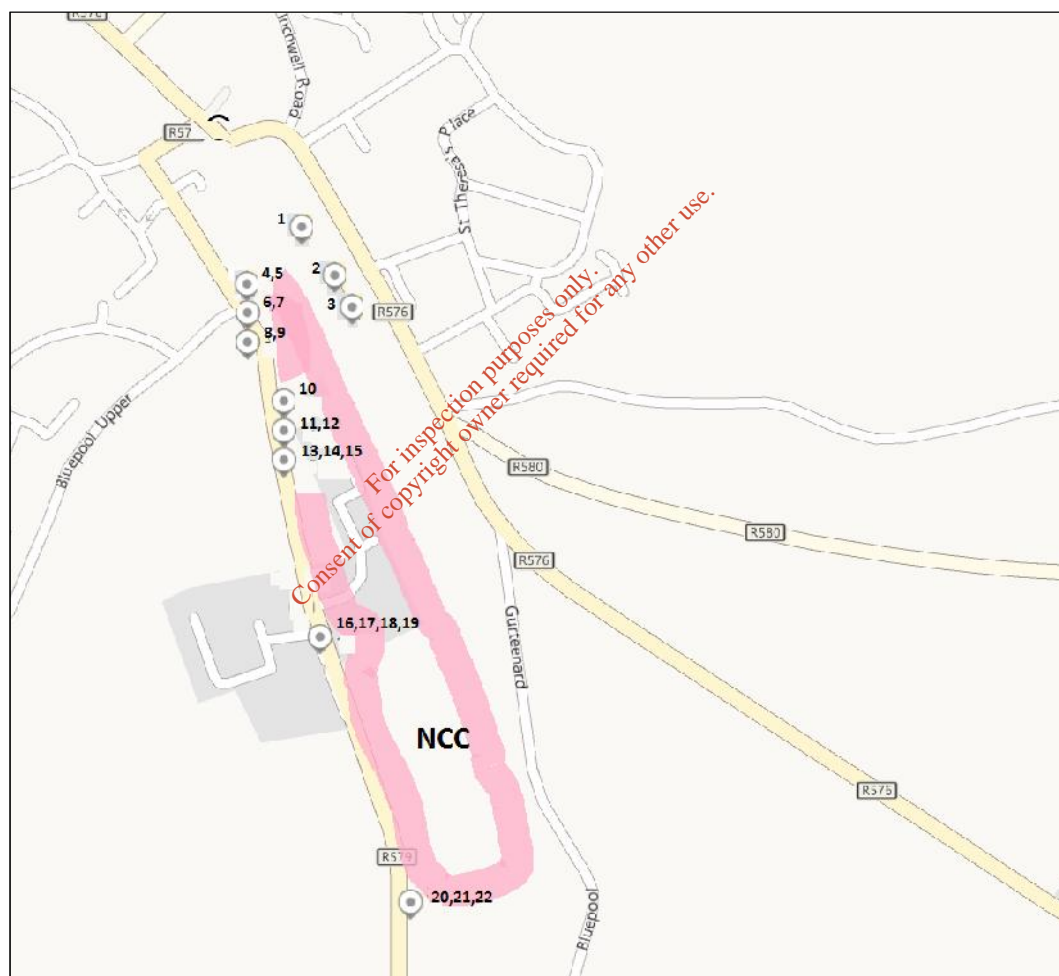 R576
R57
St Theresa's Place
1
2
3
R576
4,5
6,7
8,9
10
11,12
13,14,15
Bluepool Upper
For inspection purposes only.
Consent of copyright owner required for any other use.
R580
R580
R576
Gurteenard
16,17,18,19
NCC
R576
R579
20,21,22
Bluepool